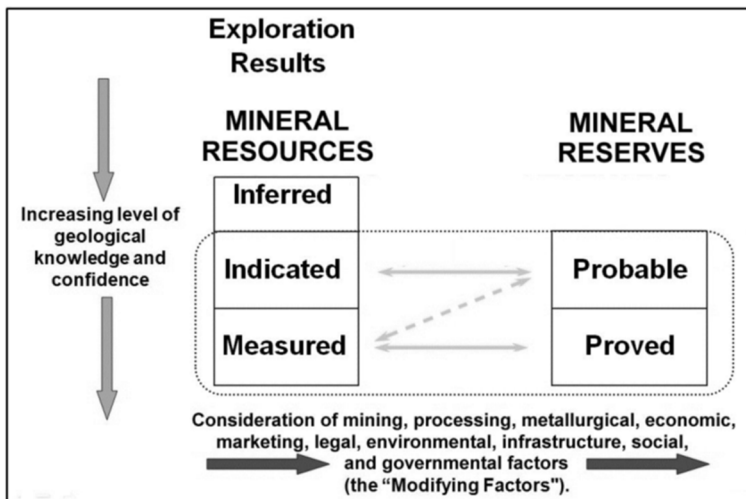 Exploration
Results
MINERAL
RESOURCES
MINERAL
RESERVES
Inferred
Increasing level of
geological
knowledge and
confidence
Indicated
Probable
Measured
Proved
Consideration of mining, processing, metallurgical, economic,
marketing, legal, environmental, infrastructure, social,
and governmental factors
(the “Modifying Factors").